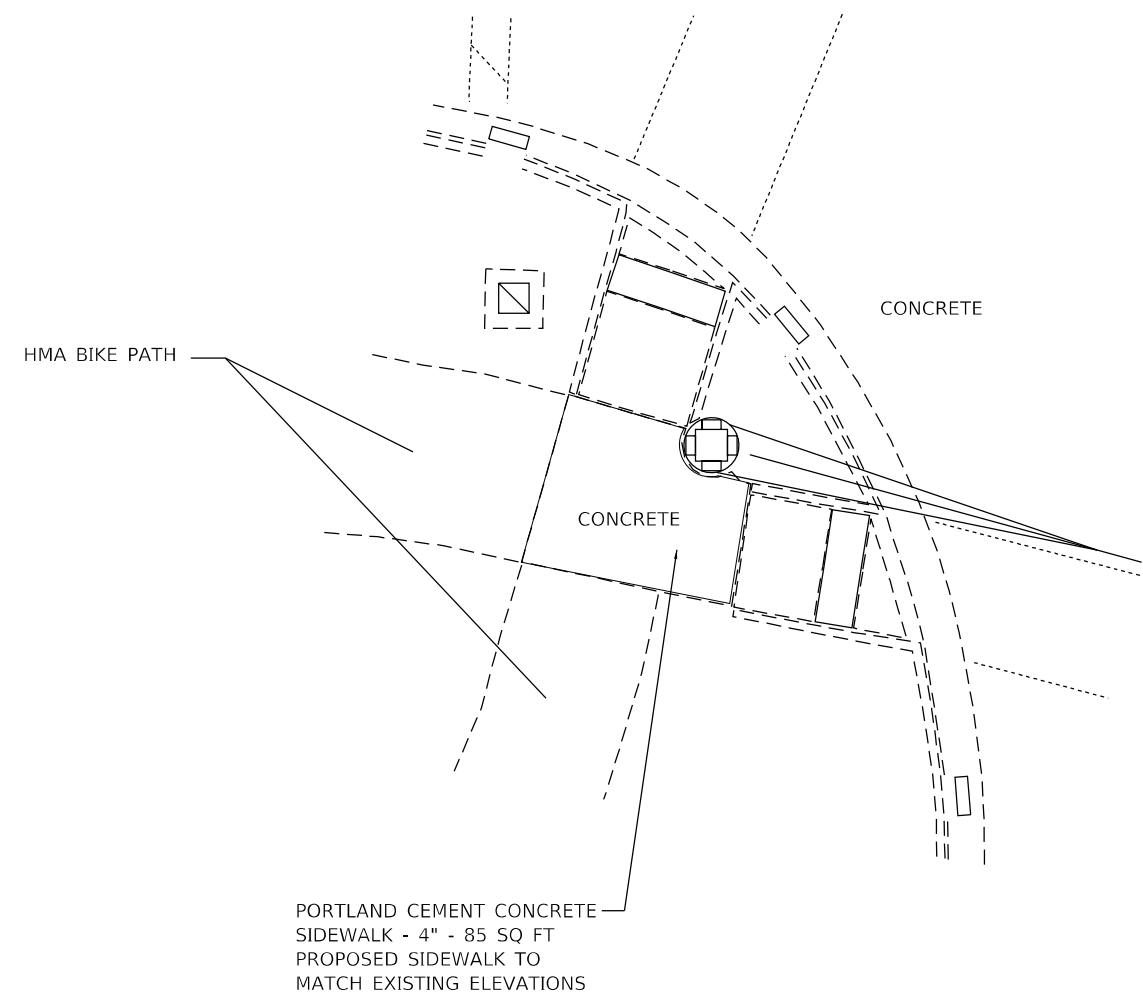 CONCRETE
HMA BIKE PATH
CONCRETE
PORTLAND CEMENT CONCRETE
SIDEWALK - 4" - 85 SQ FT
PROPOSED SIDEWALK TO
MATCH EXISTING ELEVATIONS